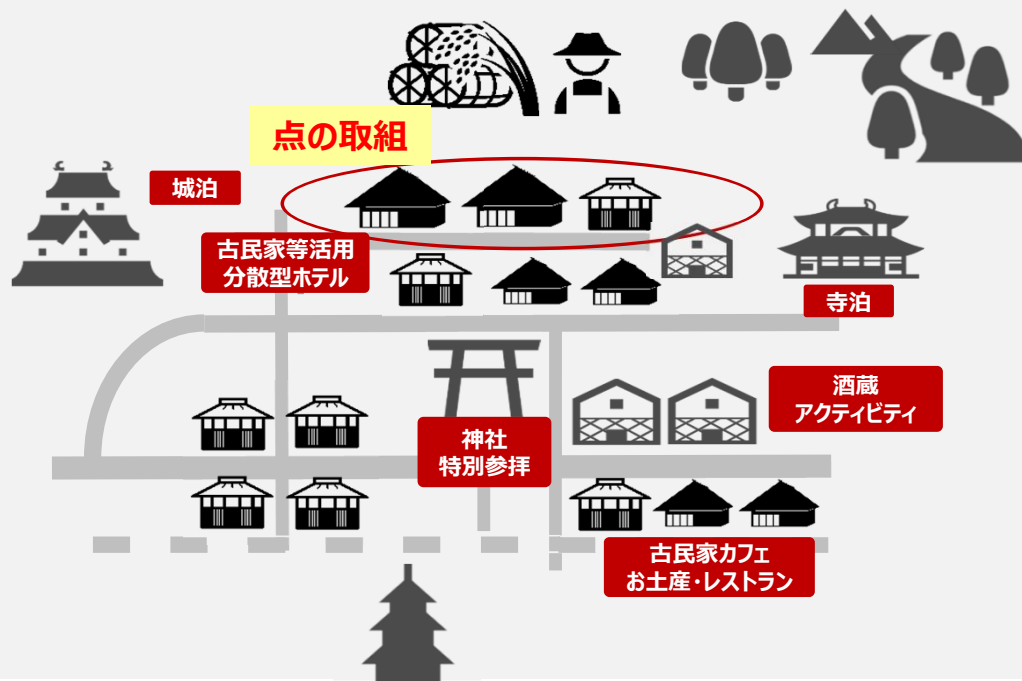 点の取組
城泊
古民家等活用
分散型ホテル
寺泊
酒蔵
アクティビティ
神社
特別参拝
古民家カフェ
お土産・レストラン